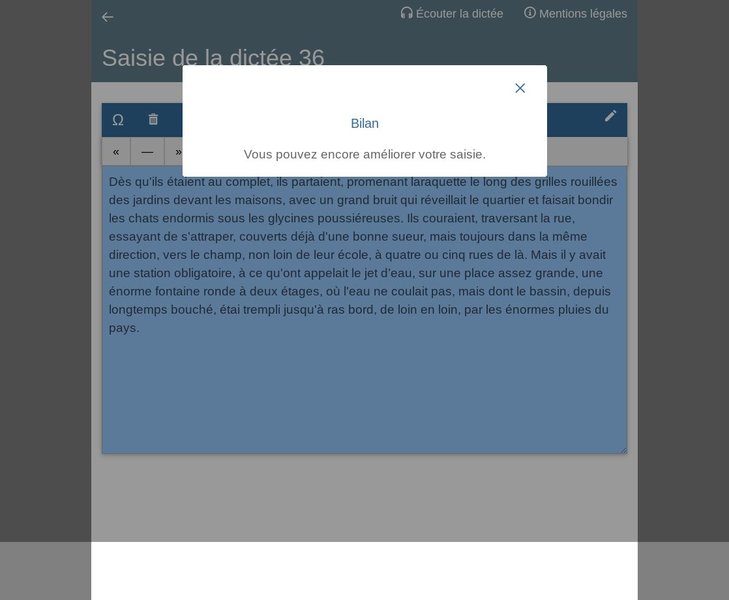 Écouter la dictée
Mentions légales
Saisie de la dictée 36
Bilan
Vous pouvez encore améliorer votre saisie.
Ω
« — »
Dès qu'ils étaient au complet, ils partaient, promenant laraquette le long des grilles rouillées
des jardins devant les maisons, avec un grand bruit qui réveillait le quartier et faisait bondir
les chats endormis sous les glycines poussiéreuses. Ils couraient, traversant la rue,
essayant de s'attraper, couverts déjà d'une bonne sueur, mais toujours dans la même
direction, vers le champ, non loin de leur école, à quatre ou cinq rues de là. Mais il y avait
une station obligatoire, à ce qu'ont appelait le jet d'eau, sur une place assez grande, une
énorme fontaine ronde à deux étages, où l'eau ne coulait pas, mais dont le bassin, depuis
longtemps bouché, étai trempli jusqu'à ras bord, de loin en loin, par les énormes pluies du
pays.